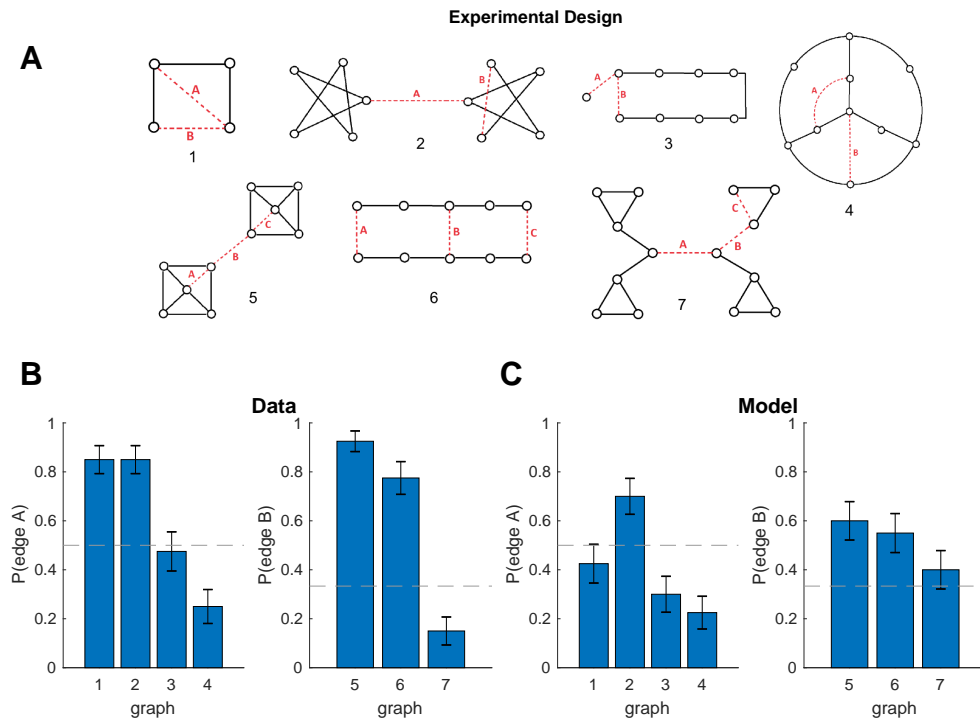 Experimental Design
A
A
B
1
A
B
2
A
B
3
A
B
4
C
B
A
5
A
B
C
6
C
A
B
7
B
C
Data
Model
1
0.8
0.6
0.4
0.2
0
P(edge A)
1 2 3 4
graph
1
0.8
0.6
0.4
0.2
0
P(edge B)
5 6 7
graph
1
0.8
0.6
0.4
0.2
0
P(edge A)
1 2 3 4
graph
1
0.8
0.6
0.4
0.2
0
P(edge B)
5 6 7
graph